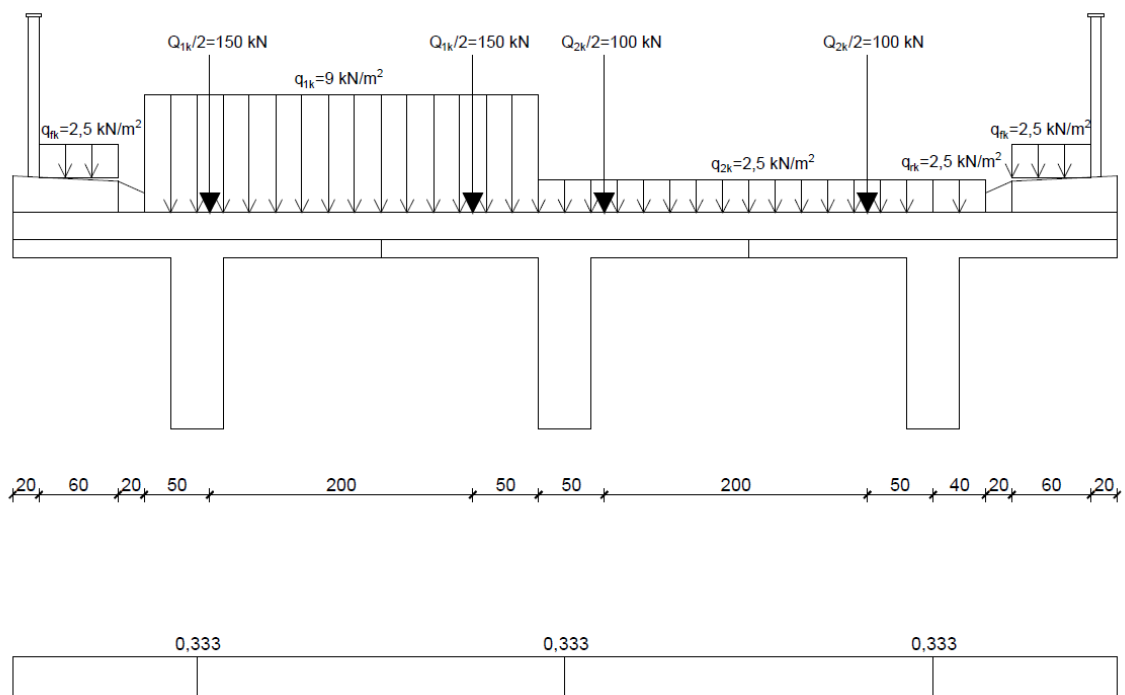 Q1k/2=150 kN Q1k/2=150 kN Q2k/2=100 kN Q2k/2=100 kN
q1k=9 kN/m²
qfk=2,5 kN/m² qfk=2,5 kN/m²
q2k=2,5 kN/m² qrk=2,5 kN/m²
20 60 20 50 200 50 50 200 50 40 20 60 20
0,333 0,333 0,333